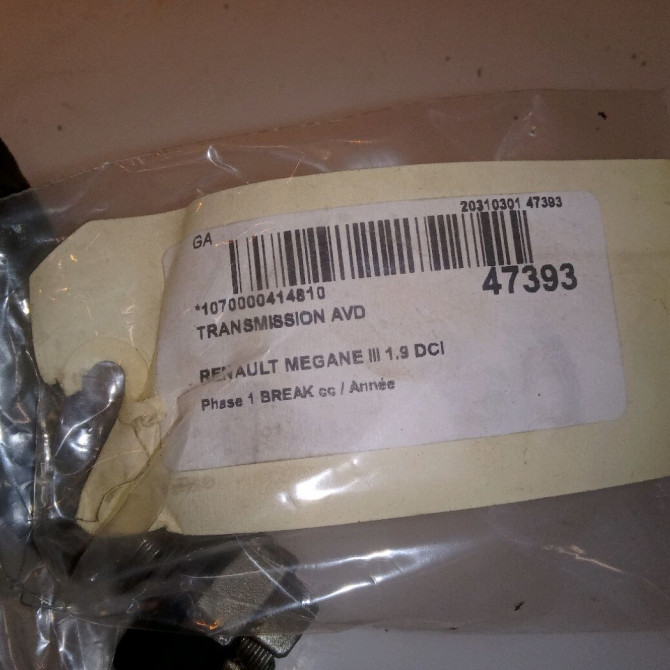 20310301 47393
GA
47393
*1070000414810
TRANSMISSION AVD
RENAULT MEGANE III 1.9 DCI
Phase 1 BREAK cc / Année